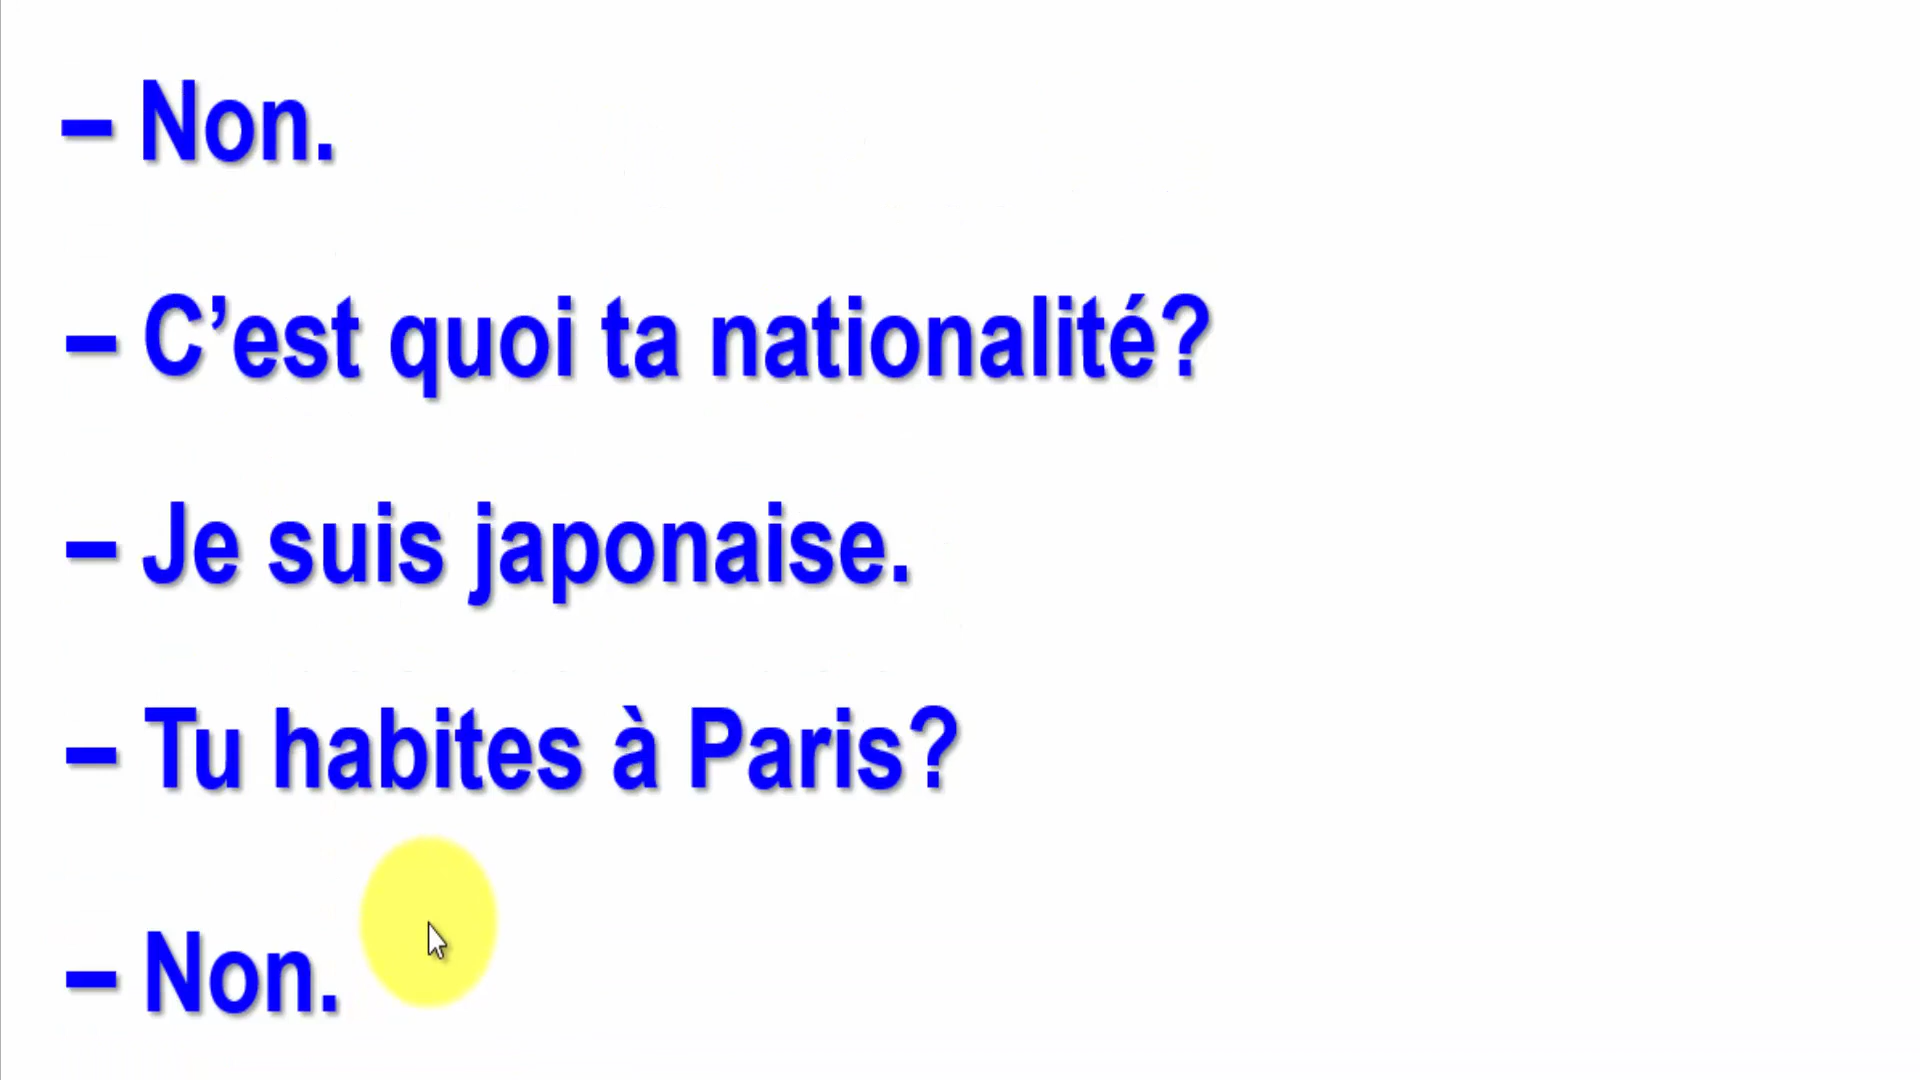 – Non.
– C’est quoi ta nationalité?
– Je suis japonaise.
– Tu habites à Paris?
– Non.